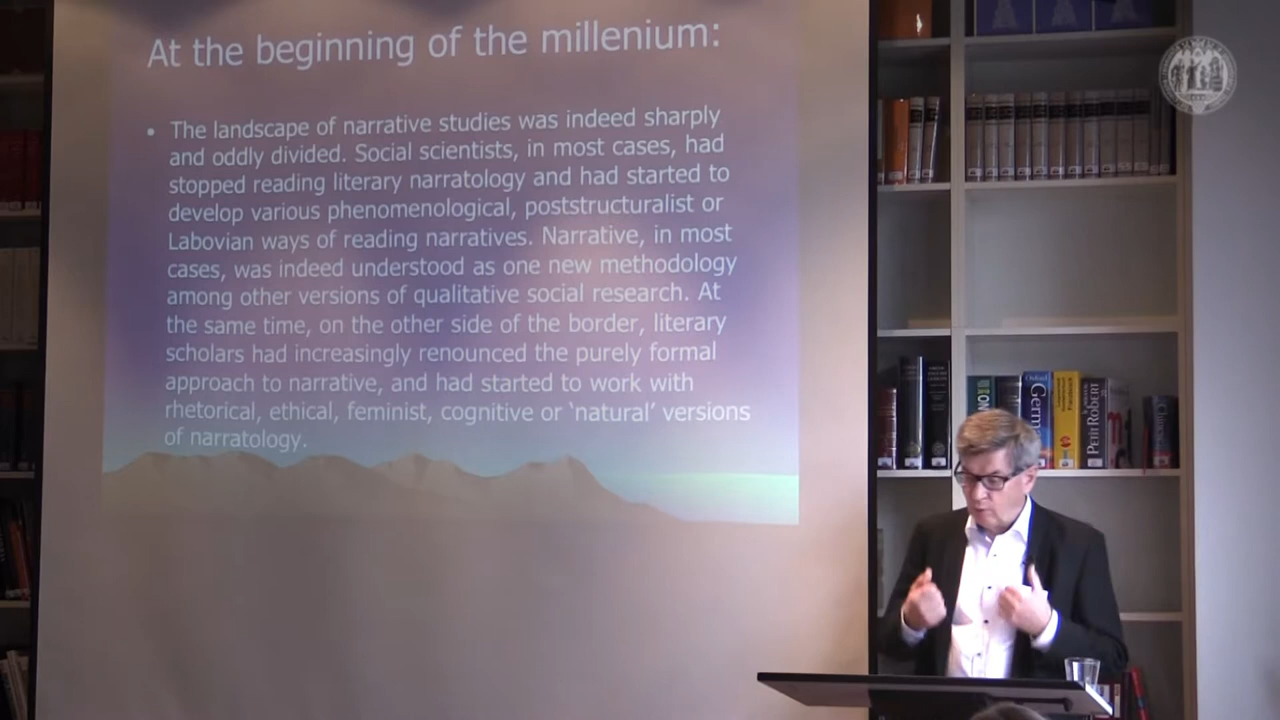 At the beginning of the millenium:
• The landscape of narrative studies was indeed sharply
and oddly divided. Social scientists, in most cases, had
stopped reading literary narratology and had started to
develop various phenomenological, poststructuralist or
Labovian ways of reading narratives. Narrative, in most
cases, was indeed understood as one new methodology
among other versions of qualitative social research. At
the same time, on the other side of the border, literary
scholars had increasingly renounced the purely formal
approach to narrative, and had started to work with
rhetorical, ethical, feminist, cognitive or ‘natural’ versions
of narratology.
Oxford
Germ
PETIT ROBERT